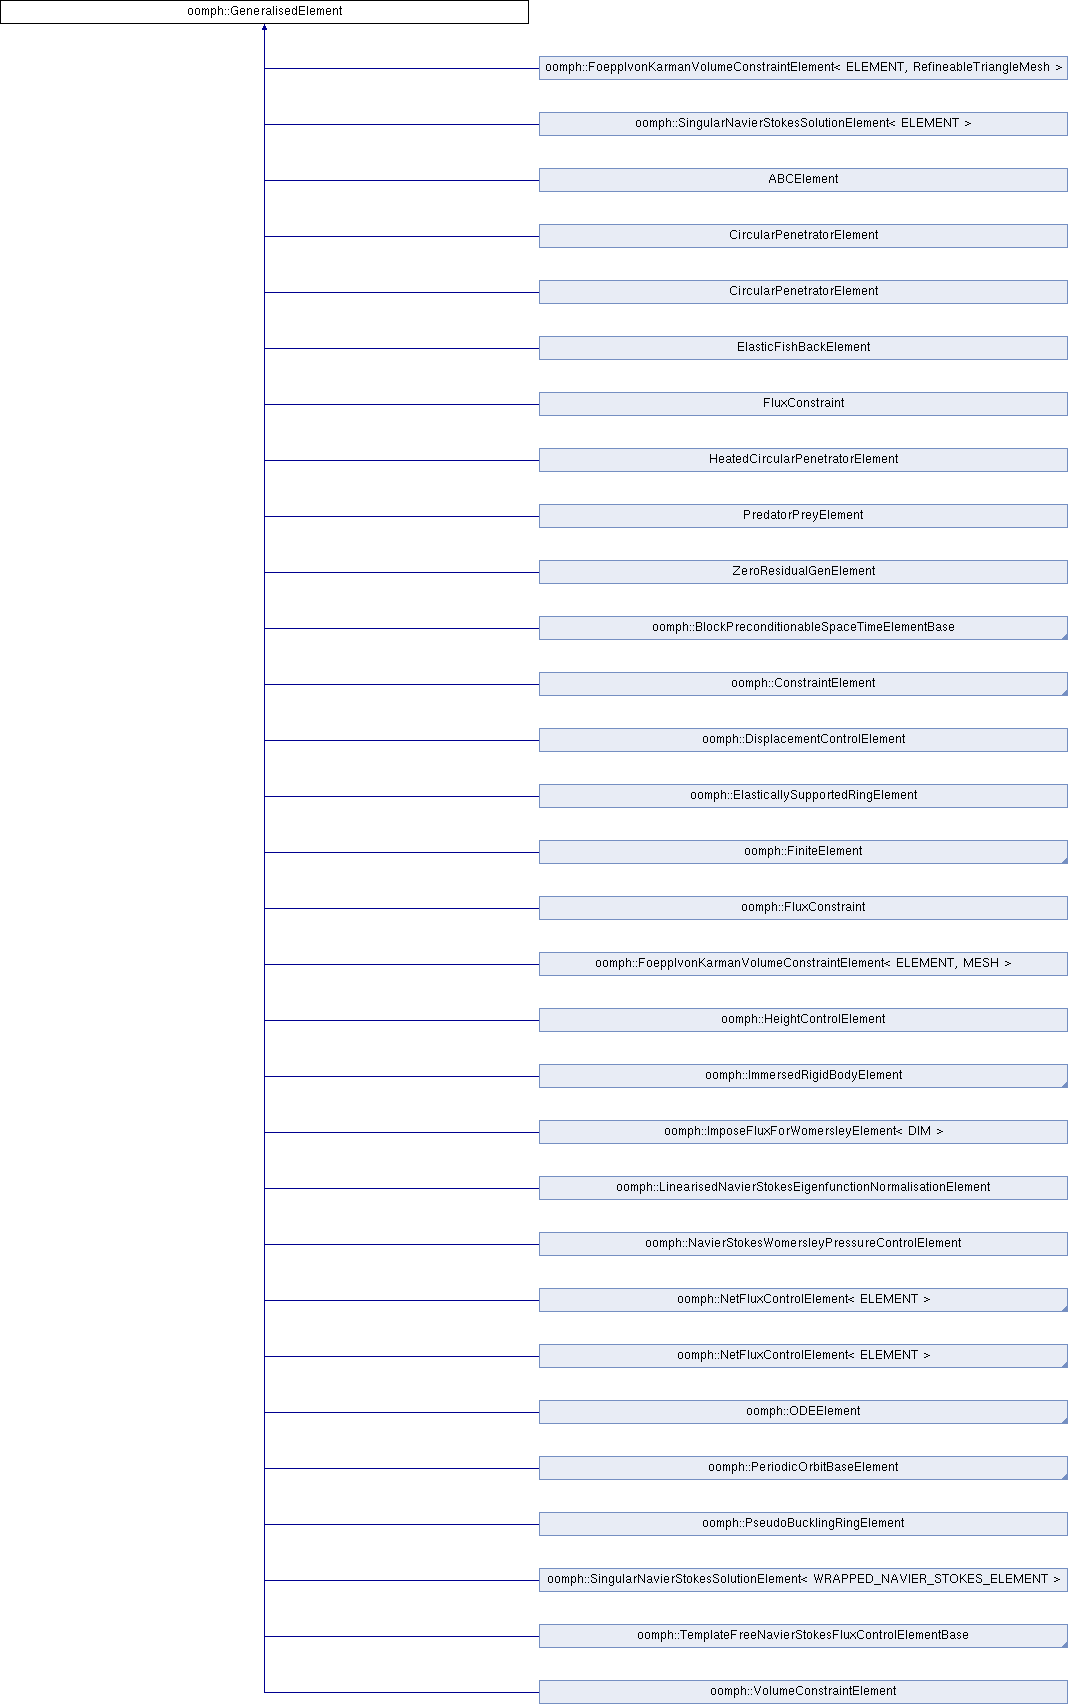 oomph::GeneralisedElement
oomph::FoepplvonKarmanVolumeConstraintElement< ELEMENT, RefineableTriangleMesh >
oomph::SingularNavierStokesSolutionElement< ELEMENT >
ABCElement
CircularPenetratorElement
CircularPenetratorElement
ElasticFishBackElement
FluxConstraint
HeatedCircularPenetratorElement
PredatorPreyElement
ZeroResidualGenElement
oomph::BlockPreconditionableSpaceTimeElementBase
oomph::ConstraintElement
oomph::DisplacementControlElement
oomph::ElasticallySupportedRingElement
oomph::FiniteElement
oomph::FluxConstraint
oomph::FoepplvonKarmanVolumeConstraintElement< ELEMENT, MESH >
oomph::HeightControlElement
oomph::ImmersedRigidBodyElement
oomph::ImposeFluxForWomersleyElement< DIM >
oomph::LinearisedNavierStokesEigenfunctionNormalisationElement
oomph::NavierStokesWomersleyPressureControlElement
oomph::NetFluxControlElement< ELEMENT >
oomph::NetFluxControlElement< ELEMENT >
oomph::ODEElement
oomph::PeriodicOrbitBaseElement
oomph::PseudoBucklingRingElement
oomph::SingularNavierStokesSolutionElement< WRAPPED_NAVIER_STOKES_ELEMENT >
oomph::TemplateFreeNavierStokesFluxControlElementBase
oomph::VolumeConstraintElement